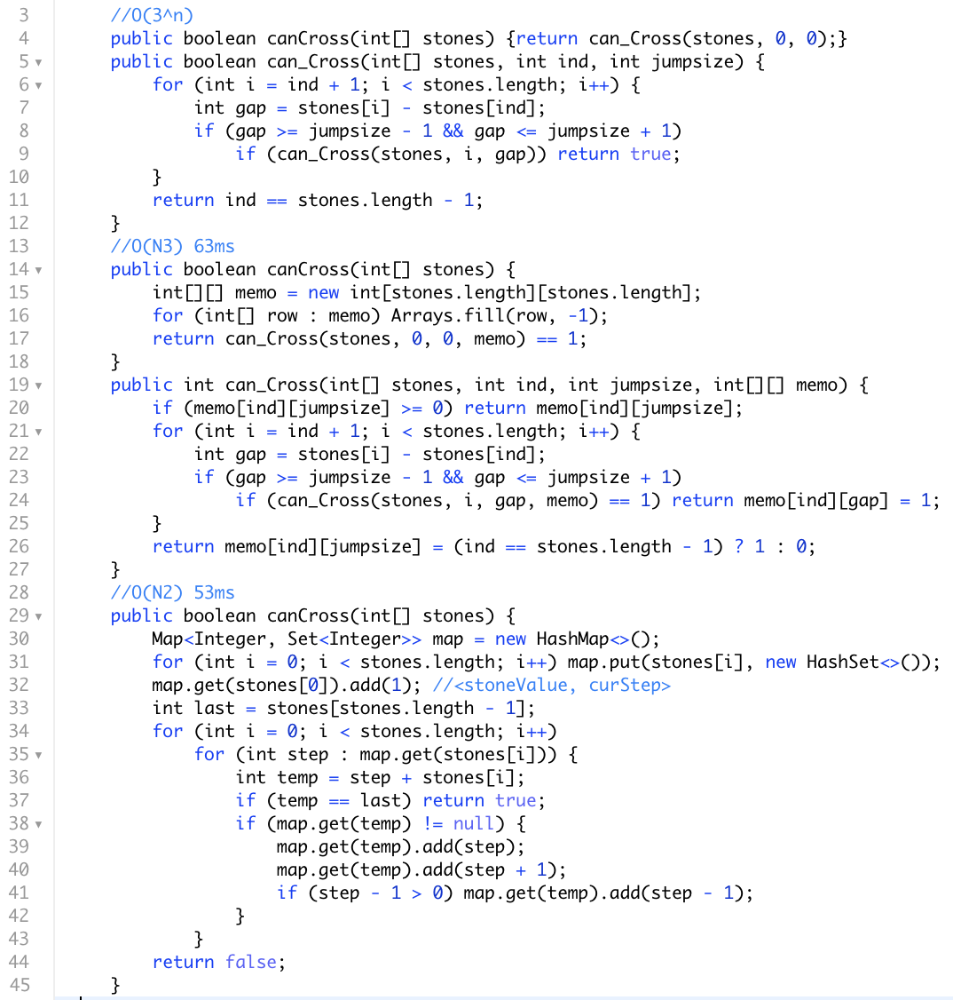 3 //O(3^n)
4 public boolean canCross(int[] stones) {return can_Cross(stones, 0, 0);}
5 ▼ public boolean can_Cross(int[] stones, int ind, int jumpsize) {
6 ▼ for (int i = ind + 1; i < stones.length; i++) {
7 int gap = stones[i] - stones[ind];
8 if (gap >= jumpsize - 1 && gap <= jumpsize + 1)
9 if (can_Cross(stones, i, gap)) return true;
10 }
11 return ind == stones.length - 1;
12 }
13 //O(N3) 63ms
14 ▼ public boolean canCross(int[] stones) {
15 int[][] memo = new int[stones.length][stones.length];
16 for (int[] row : memo) Arrays.fill(row, -1);
17 return can_Cross(stones, 0, 0, memo) == 1;
18 }
19 ▼ public int can_Cross(int[] stones, int ind, int jumpsize, int[][] memo) {
20 if (memo[ind][jumpsize] >= 0) return memo[ind][jumpsize];
21 ▼ for (int i = ind + 1; i < stones.length; i++) {
22 int gap = stones[i] - stones[ind];
23 if (gap >= jumpsize - 1 && gap <= jumpsize + 1)
24 if (can_Cross(stones, i, gap, memo) == 1) return memo[ind][gap] = 1;
25 }
26 return memo[ind][jumpsize] = (ind == stones.length - 1) ? 1 : 0;
27 }
28 //O(N2) 53ms
29 ▼ public boolean canCross(int[] stones) {
30 Map<Integer, Set<Integer>> map = new HashMap<>();
31 for (int i = 0; i < stones.length; i++) map.put(stones[i], new HashSet<>());
32 map.get(stones[0]).add(1); //<stoneValue, curStep>
33 int last = stones[stones.length - 1];
34 for (int i = 0; i < stones.length; i++)
35 ▼ for (int step : map.get(stones[i])) {
36 int temp = step + stones[i];
37 if (temp == last) return true;
38 ▼ if (map.get(temp) != null) {
39 map.get(temp).add(step);
40 map.get(temp).add(step + 1);
41 if (step - 1 > 0) map.get(temp).add(step - 1);
42 }
43 }
44 return false;
45 }